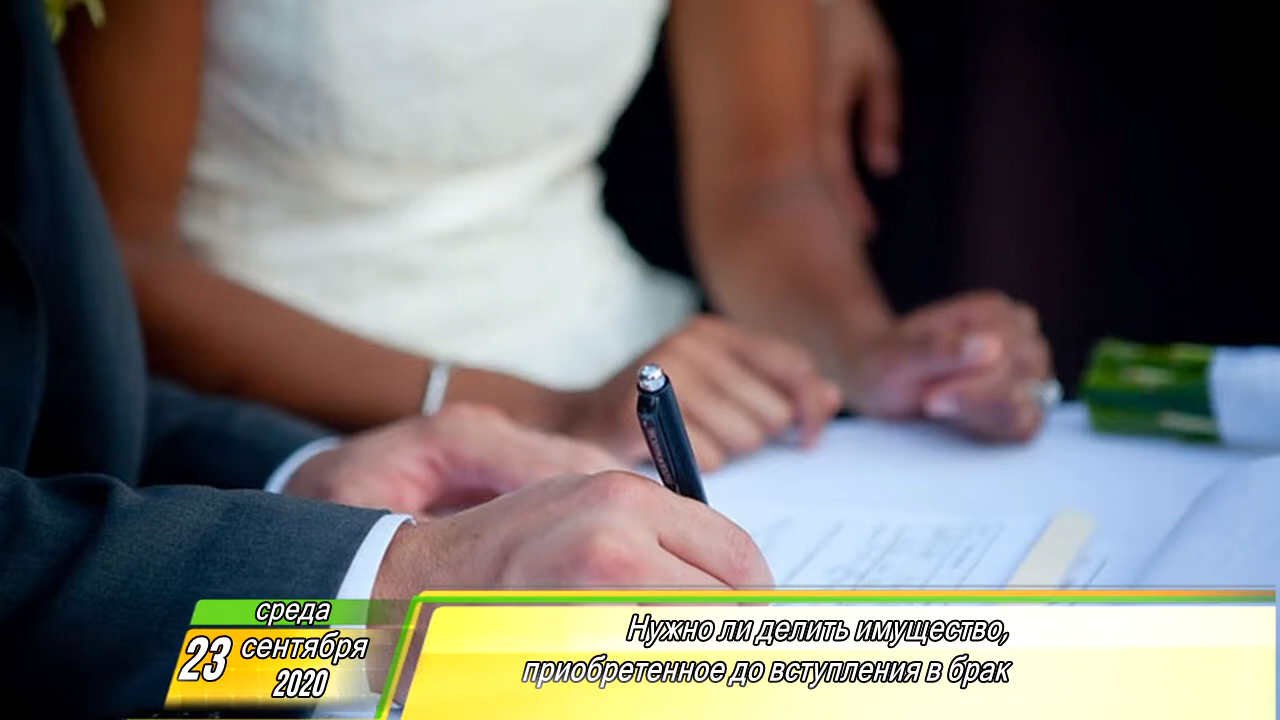 среда
23 сентября
2020
Нужно ли делить имущество,
приобретенное до вступления в брак